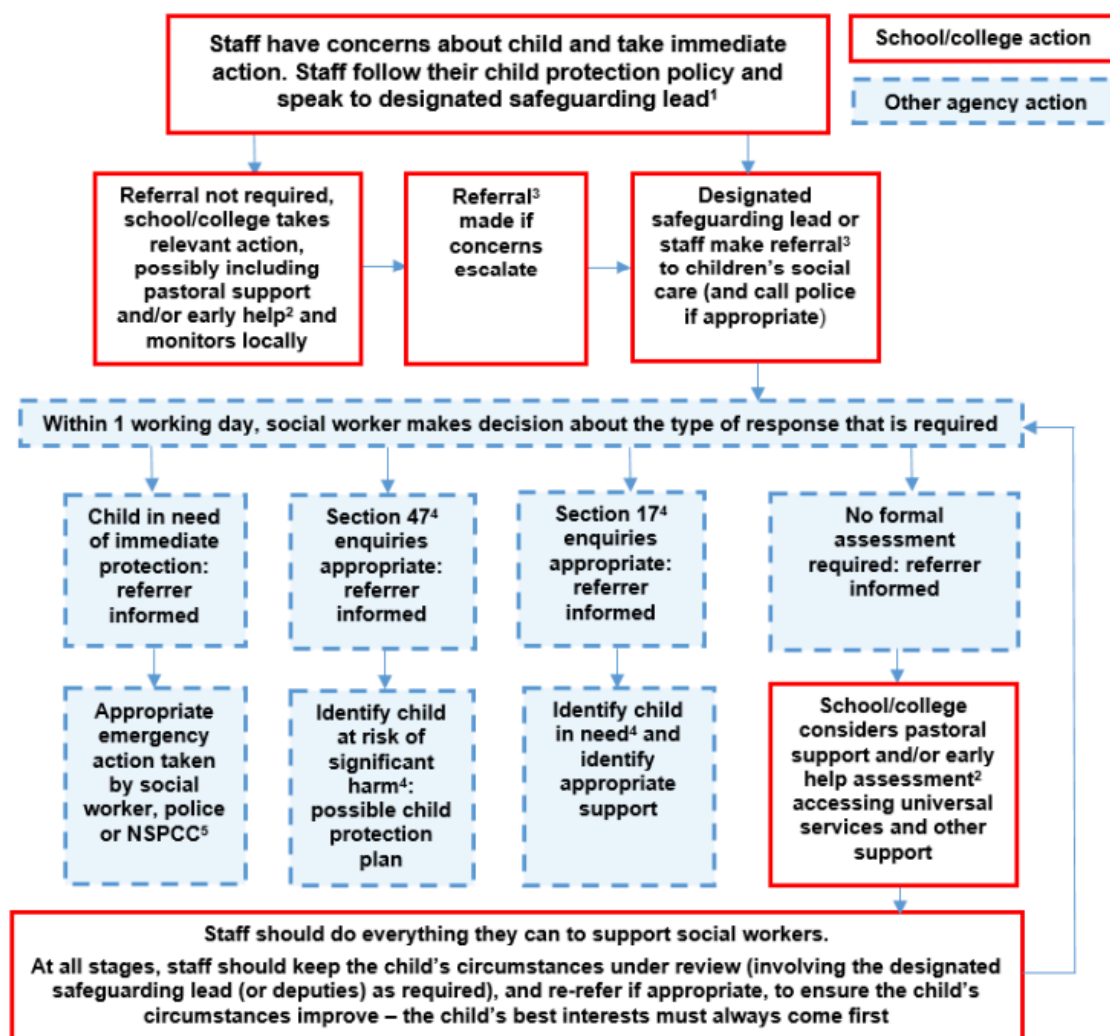 Staff have concerns about child and take immediate
action. Staff follow their child protection policy and
speak to designated safeguarding lead¹
School/college action
Other agency action
Referral not required,
school/college takes
relevant action,
possibly including
pastoral support
and/or early help² and
monitors locally
Referral³
made if
concerns
escalate
Designated
safeguarding lead or
staff make referral³
to children's social
care (and call police
if appropriate)
Within 1 working day, social worker makes decision about the type of response that is required
Child in need
of immediate
protection:
referrer
informed
Section 47⁴
enquiries
appropriate:
referrer
informed
Section 17⁴
enquiries
appropriate:
referrer
informed
No formal
assessment
required: referrer
informed
Appropriate
emergency
action taken
by social
worker, police
or NSPCC⁵
Identify child
at risk of
significant
harm⁴:
possible child
protection
plan
Identify child
in need⁴ and
identify
appropriate
support
School/college
considers pastoral
support and/or early
help assessment²
accessing universal
services and other
support
Staff should do everything they can to support social workers.
At all stages, staff should keep the child's circumstances under review (involving the designated
safeguarding lead (or deputies) as required), and re-refer if appropriate, to ensure the child's
circumstances improve – the child's best interests must always come first